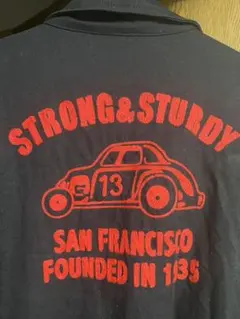 STRONG & STURDY
13
SAN FRANCISCO
FOUNDED IN